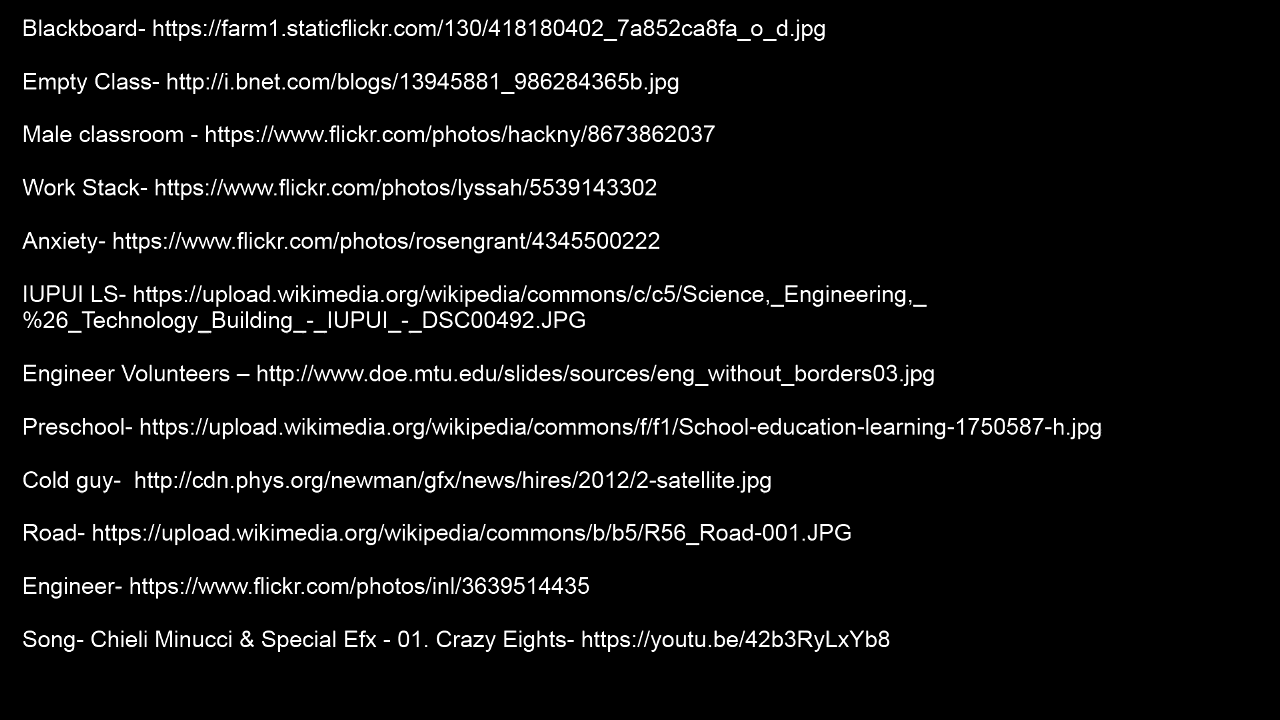 Blackboard- https://farm1.staticflickr.com/130/418180402_7a852ca8fa_o_d.jpg
Empty Class- http://i.bnet.com/blogs/13945881_986284365b.jpg
Male classroom - https://www.flickr.com/photos/hackny/8673862037
Work Stack- https://www.flickr.com/photos/lyssah/5539143302
Anxiety- https://www.flickr.com/photos/rosengrant/4345500222
IUPUI LS- https://upload.wikimedia.org/wikipedia/commons/c/c5/Science,_Engineering,_
%26_Technology_Building_-_IUPUI_-_DSC00492.JPG
Engineer Volunteers – http://www.doe.mtu.edu/slides/sources/eng_without_borders03.jpg
Preschool- https://upload.wikimedia.org/wikipedia/commons/f/f1/School-education-learning-1750587-h.jpg
Cold guy-  http://cdn.phys.org/newman/gfx/news/hires/2012/2-satellite.jpg
Road- https://upload.wikimedia.org/wikipedia/commons/b/b5/R56_Road-001.JPG
Engineer- https://www.flickr.com/photos/inl/3639514435
Song- Chieli Minucci & Special Efx - 01. Crazy Eights- https://youtu.be/42b3RyLxYb8